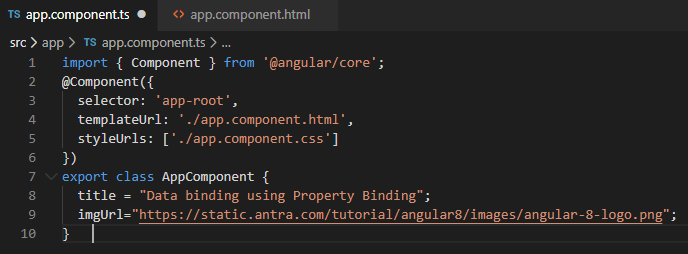 TS app.component.ts ● <> app.component.html
src > app > TS app.component.ts > ...
1 import { Component } from '@angular/core';
2 @Component({
3 selector: 'app-root',
4 templateUrl: './app.component.html',
5 styleUrls: ['./app.component.css']
6 })
7 export class AppComponent {
8 title = "Data binding using Property Binding";
9 imgUrl="https://static.antra.com/tutorial/angular8/images/angular-8-logo.png";
10 }